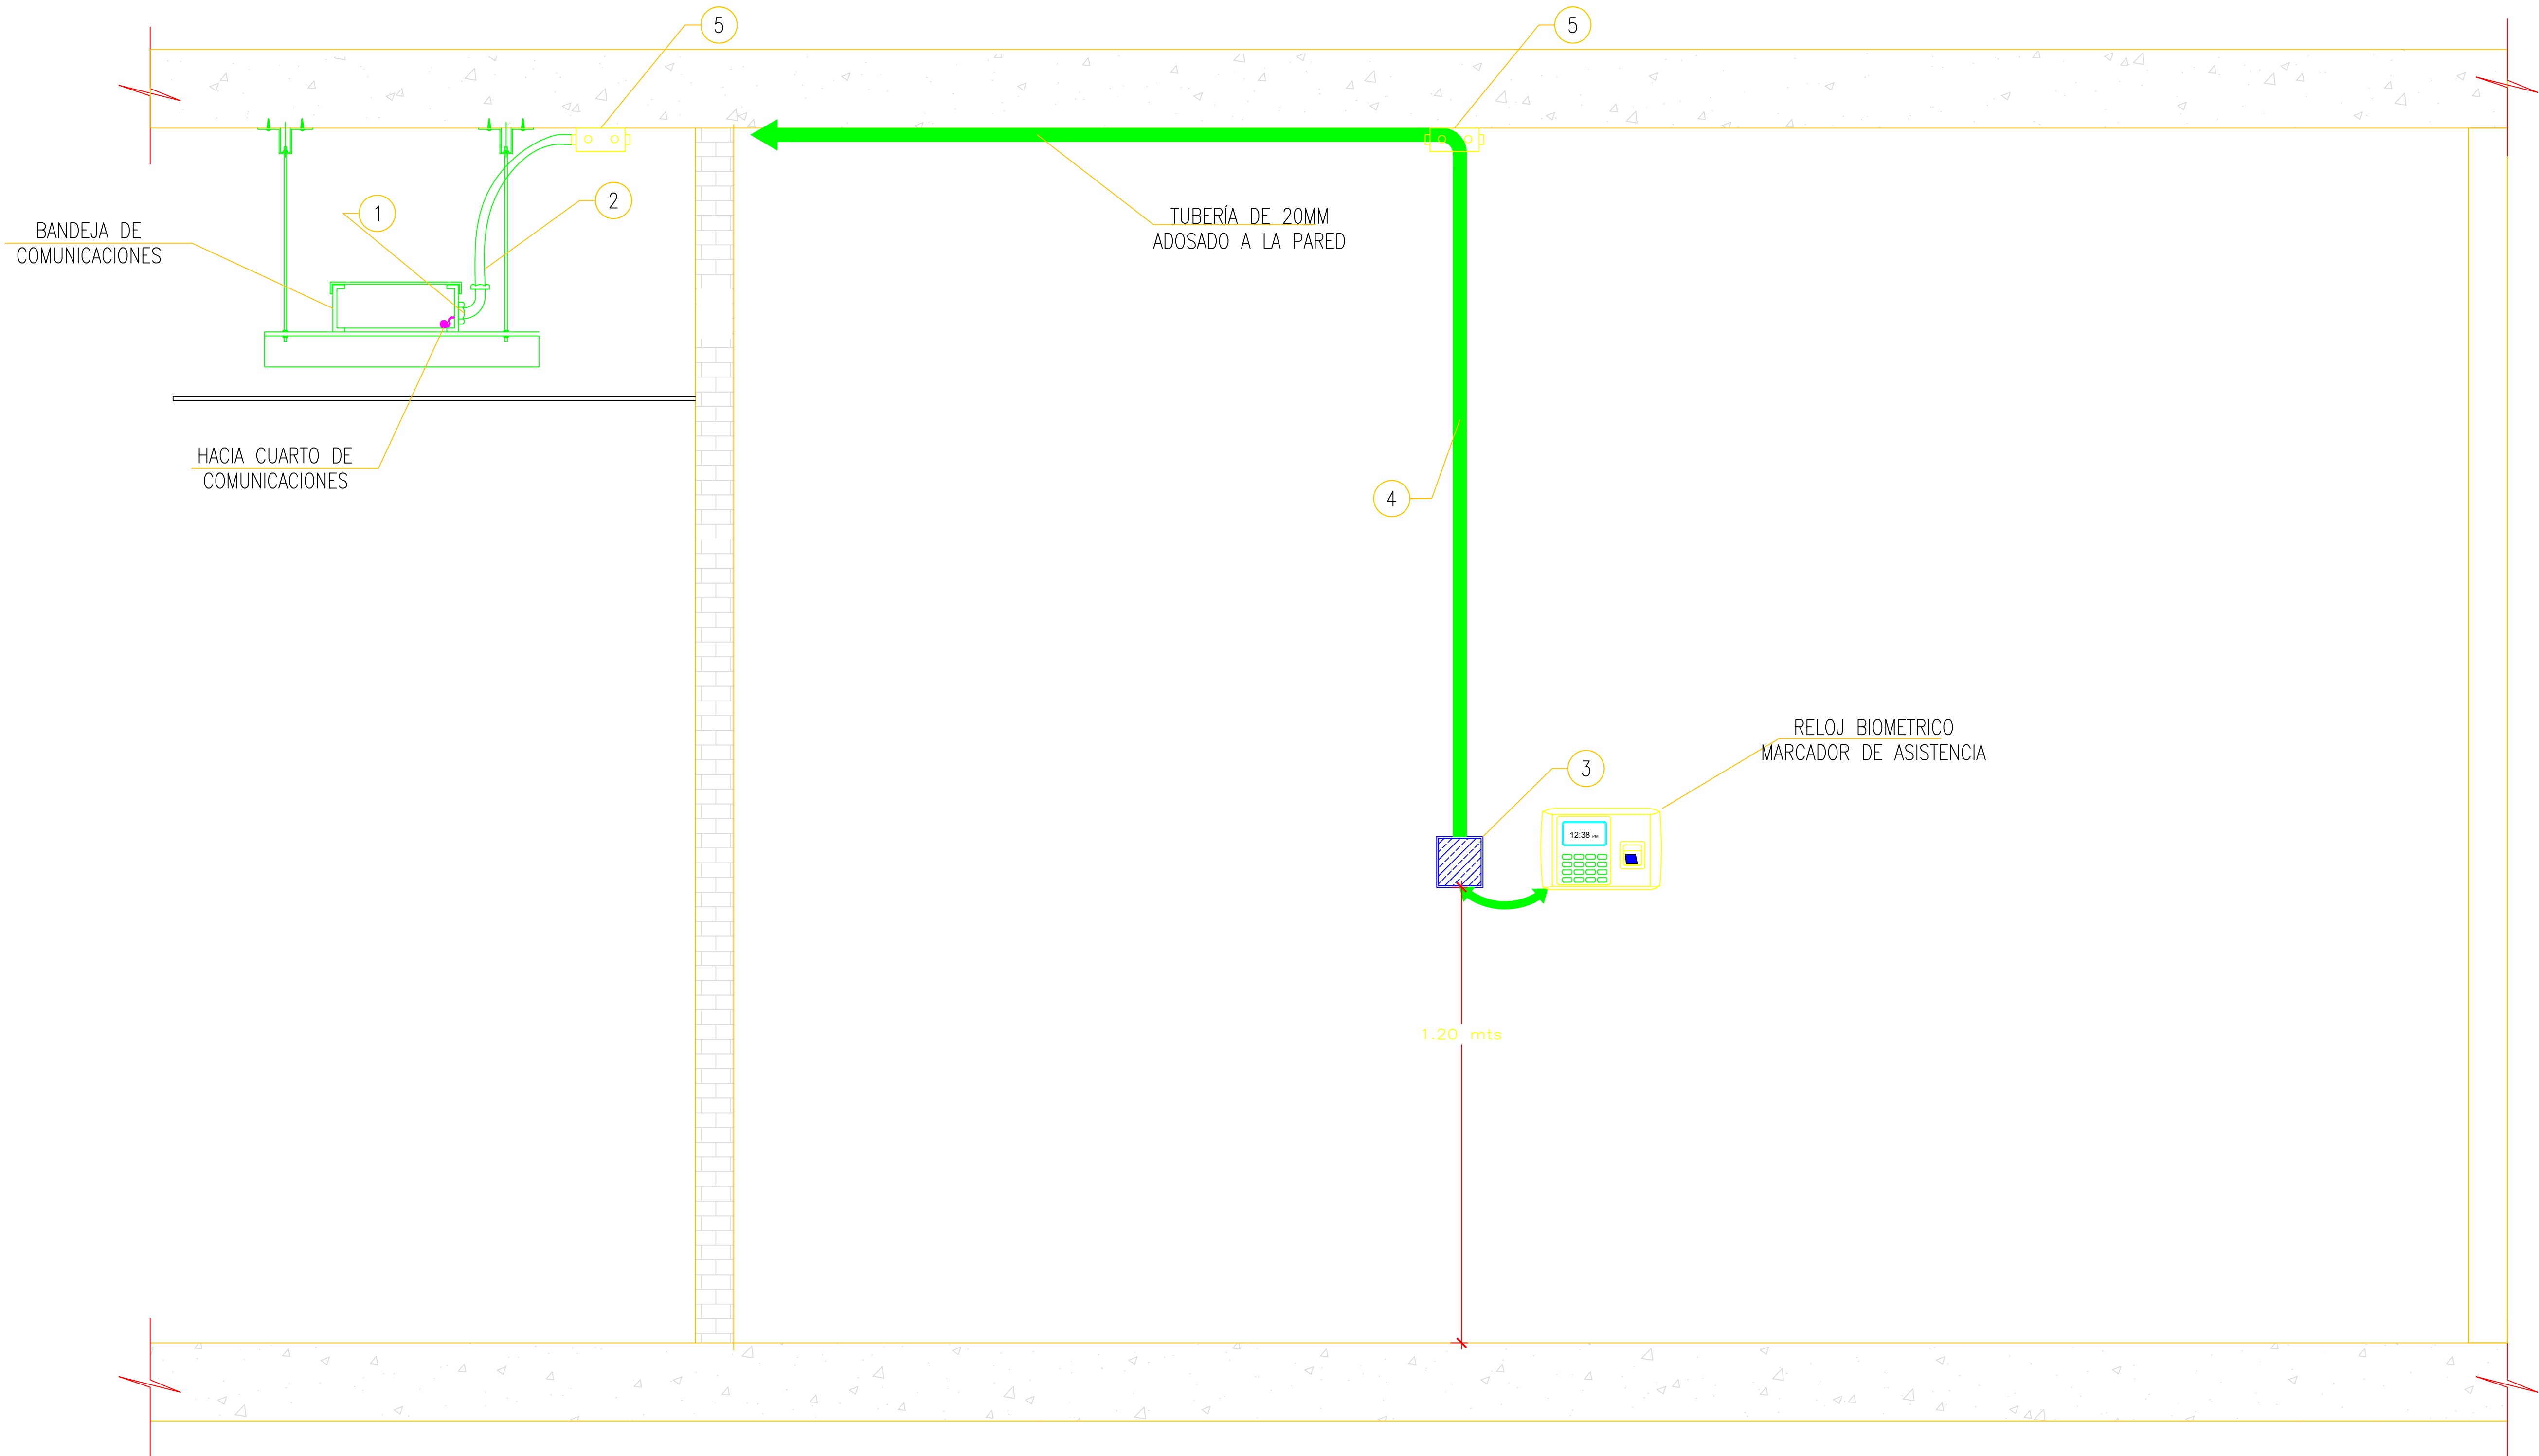 5
5
1
2
BANDEJA DE
COMUNICACIONES
TUBERÍA DE 20MM
ADOSADO A LA PARED
HACIA CUARTO DE
COMUNICACIONES
4
RELOJ BIOMETRICO
MARCADOR DE ASISTENCIA
3
12:38 PM
1.20 mts